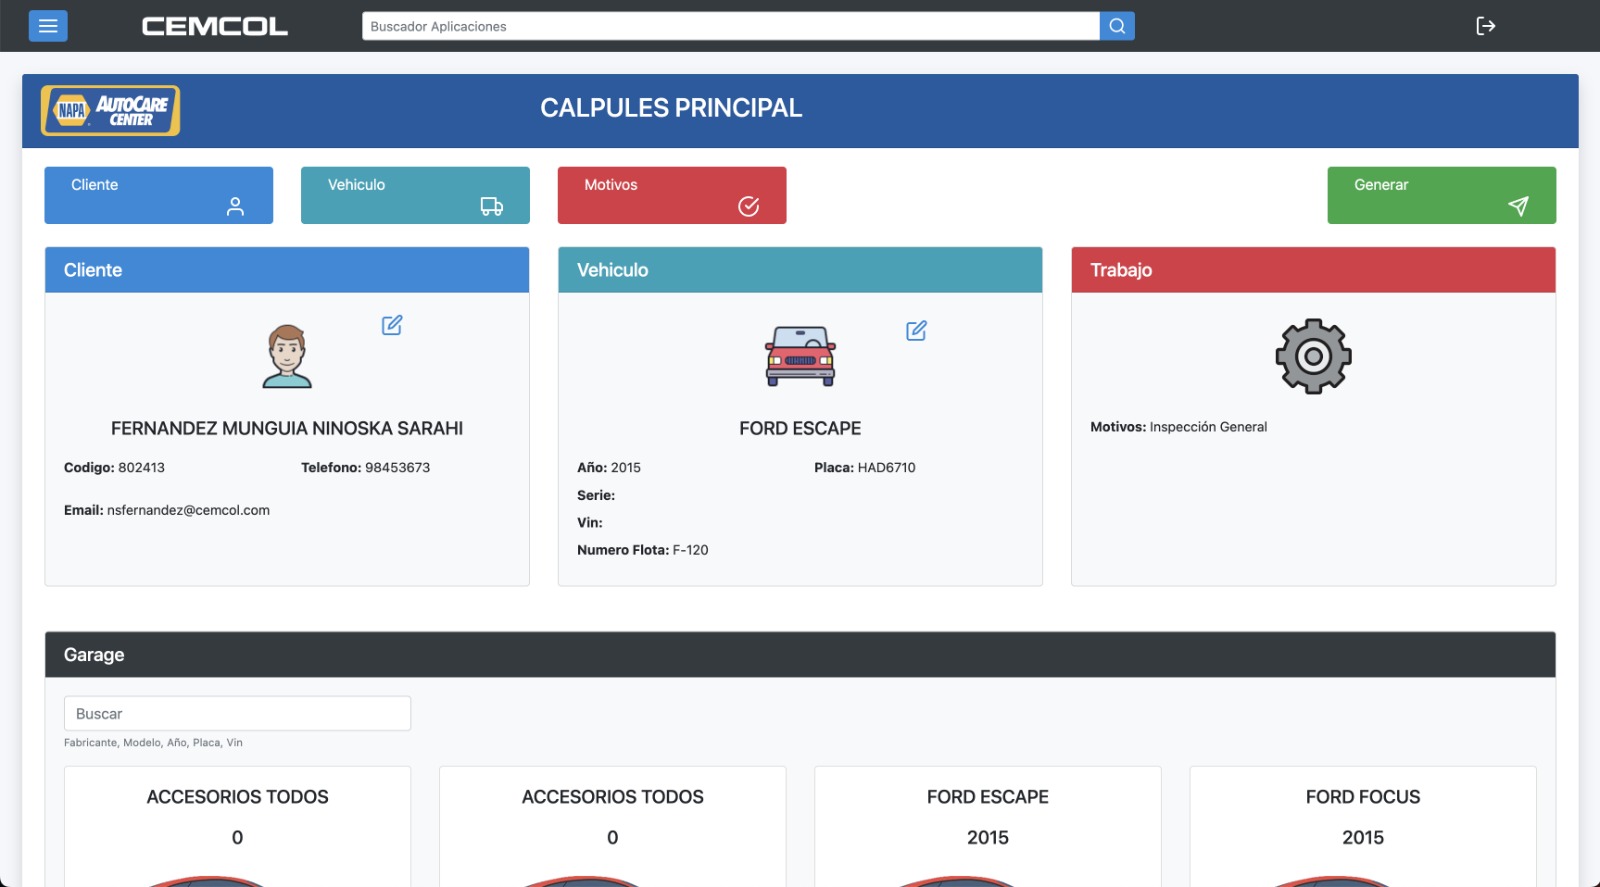 CEMCOL
Buscador Aplicaciones
NAPA AUTOCARE CENTER
CALPULES PRINCIPAL
Cliente
Vehiculo
Motivos
Generar
Cliente
FERNANDEZ MUNGUIA NINOSKA SARAHI
Codigo: 802413 Telefono: 98453673
Email: nsfernandez@cemcol.com
Vehiculo
FORD ESCAPE
Año: 2015 Placa: HAD6710
Serie:
Vin:
Numero Flota: F-120
Trabajo
Motivos: Inspección General
Garage
Buscar
Fabricante, Modelo, Año, Placa, Vin
ACCESORIOS TODOS
0
ACCESORIOS TODOS
0
FORD ESCAPE
2015
FORD FOCUS
2015